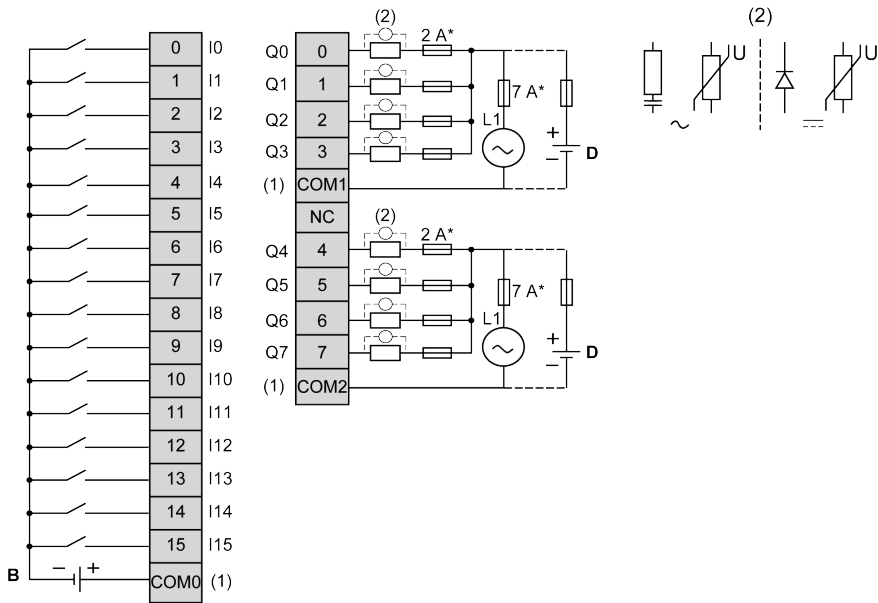 0 I0
1 I1
2 I2
3 I3
4 I4
5 I5
6 I6
7 I7
8 I8
9 I9
10 I10
11 I11
12 I12
13 I13
14 I14
15 I15
B − + COM0 (1)
(2)
2 A*
Q0 0
Q1 1
7 A*
Q2 2
L1
Q3 3
+
− D
(1) COM1
NC
(2)
2 A*
Q4 4
Q5 5
7 A*
Q6 6
L1
Q7 7
+
− D
(1) COM2
(2)
U U
~